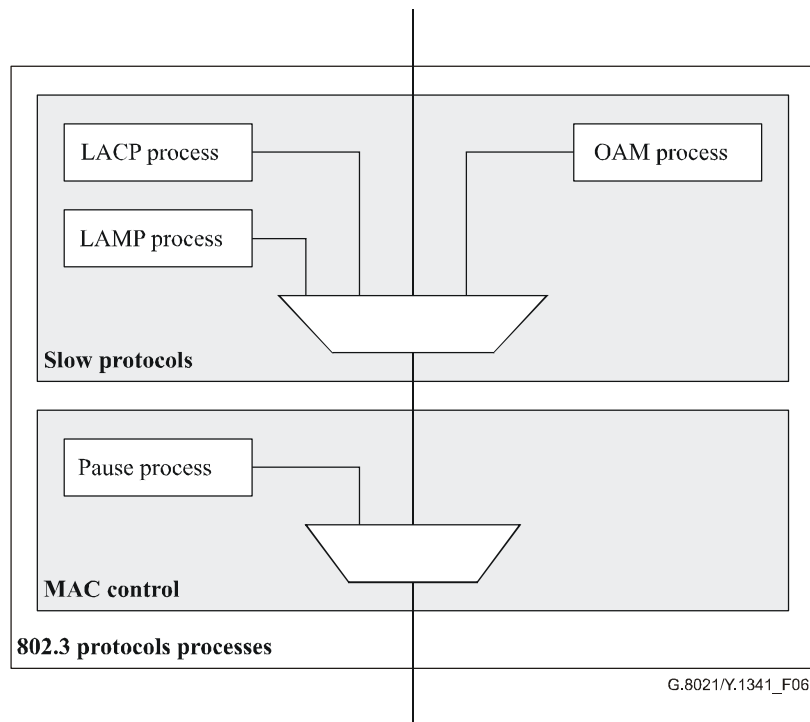 LACP process
OAM process
LAMP process
Slow protocols
Pause process
MAC control
802.3 protocols processes
G.8021/Y.1341_F06